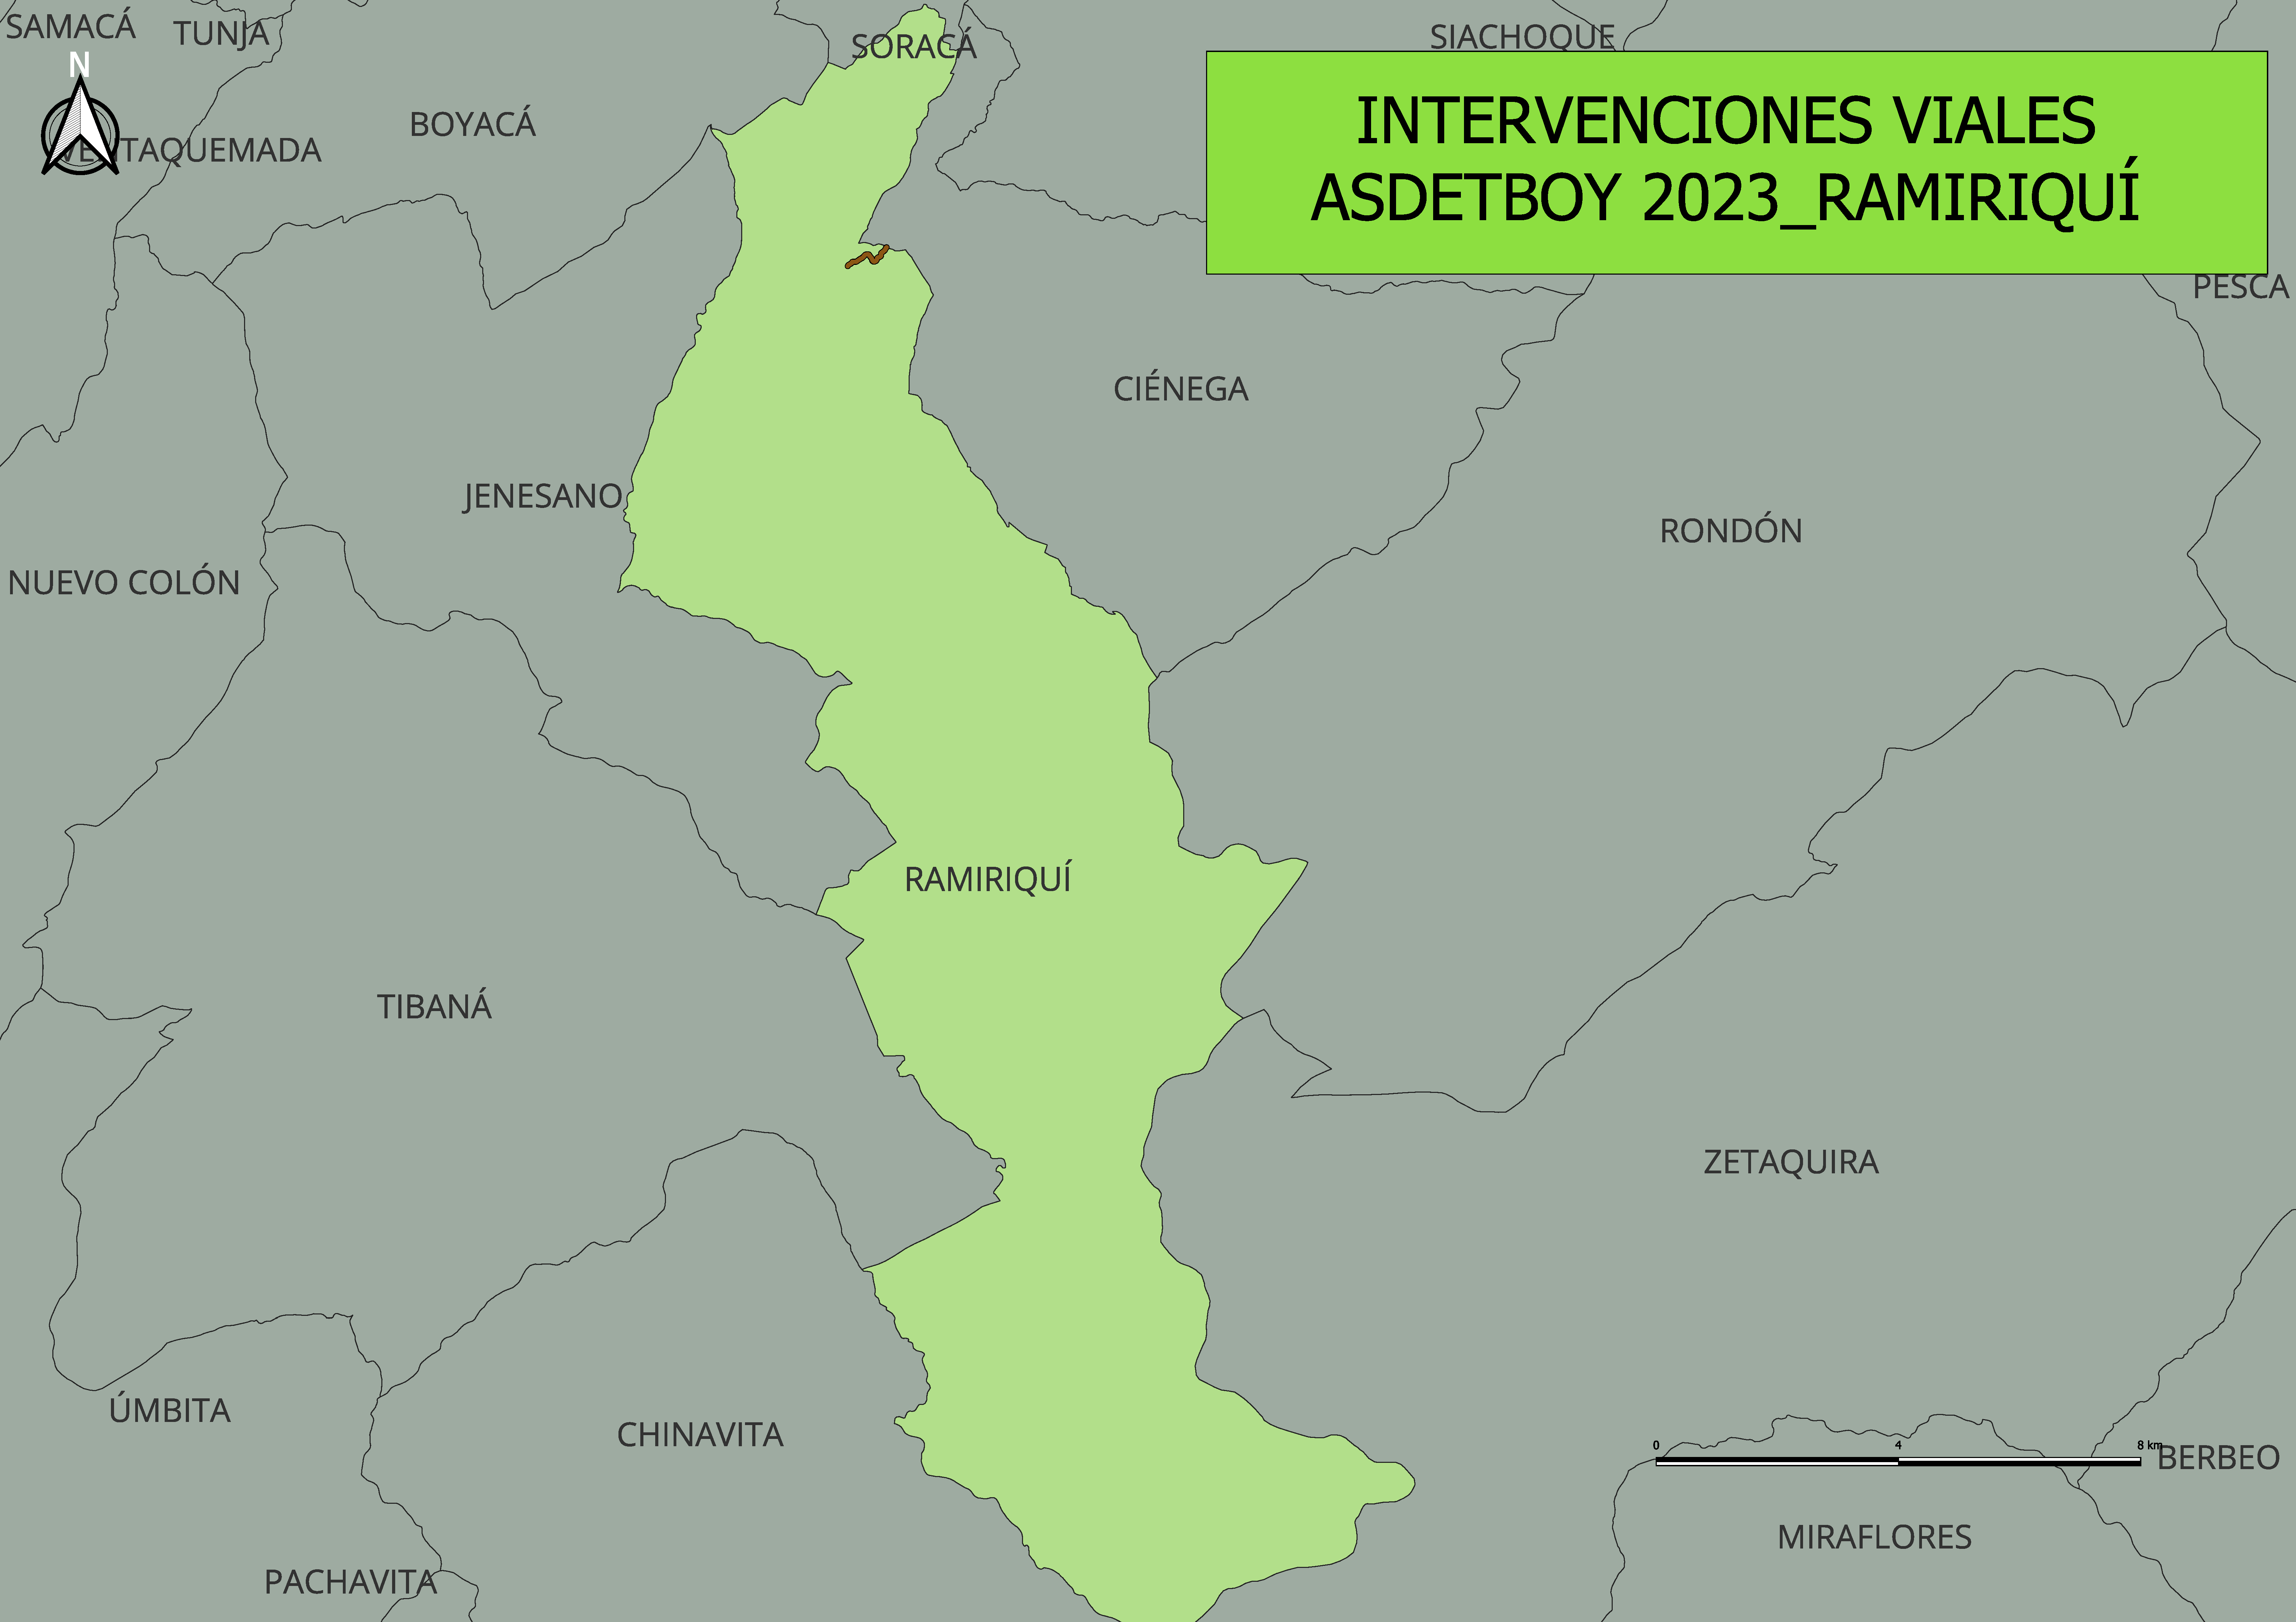 SAMACÁ
TUNJA
SORACÁ
SIACHOQUE
N
BOYACÁ
VENTAQUEMADA
INTERVENCIONES VIALES
ASDETBOY 2023_RAMIRIQUÍ
PESCA
CIÉNEGA
JENESANO
RONDÓN
NUEVO COLÓN
RAMIRIQUÍ
TIBANÁ
ZETAQUIRA
ÚMBITA
CHINAVITA
0 4 8 km
BERBEO
MIRAFLORES
PACHAVITA